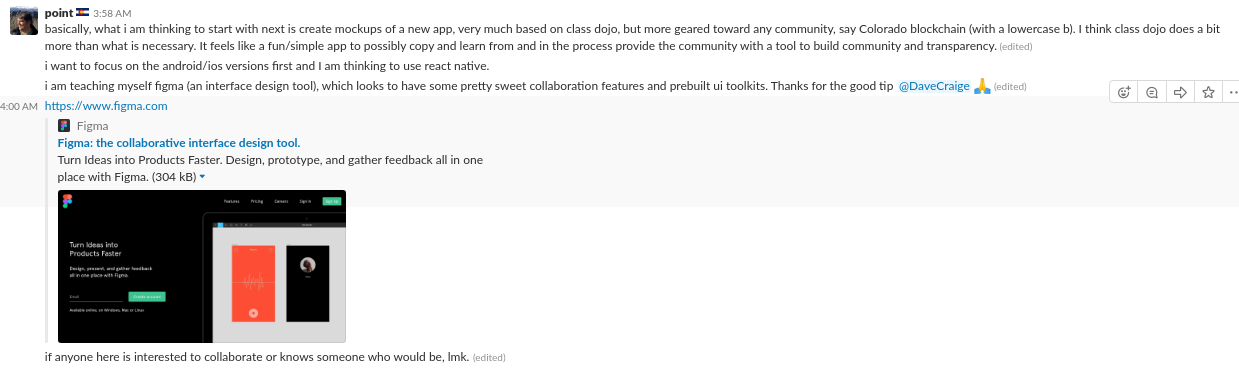 point 3:58 AM
basically, what i am thinking to start with next is create mockups of a new app, very much based on class dojo, but more geared toward any community, say Colorado blockchain (with a lowercase b). I think class dojo does a bit
more than what is necessary. It feels like a fun/simple app to possibly copy and learn from and in the process provide the community with a tool to build community and transparency. (edited)
i want to focus on the android/ios versions first and I am thinking to use react native.
i am teaching myself figma (an interface design tool), which looks to have some pretty sweet collaboration features and prebuilt ui toolkits. Thanks for the good tip @DaveCraige 🙏 (edited)
4:00 AM https://www.figma.com
Figma
Figma: the collaborative interface design tool.
Turn Ideas into Products Faster. Design, prototype, and gather feedback all in one
place with Figma. (304 kB)
Features Pricing Careers Sign in Sign up
Turn Ideas into
Products Faster
Design, present, and gather feedback
all in one place with Figma
Email Create account
Available online, on Windows, Mac or Linux
if anyone here is interested to collaborate or knows someone who would be, lmk. (edited)